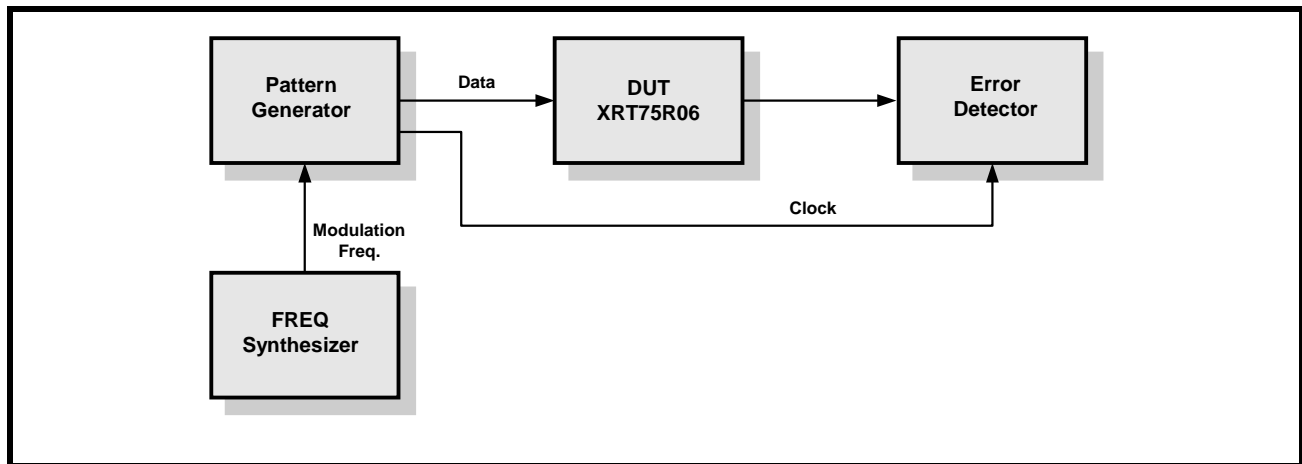 Pattern
Generator
Data
DUT
XRT75R06
Error
Detector
Clock
Modulation
Freq.
FREQ
Synthesizer